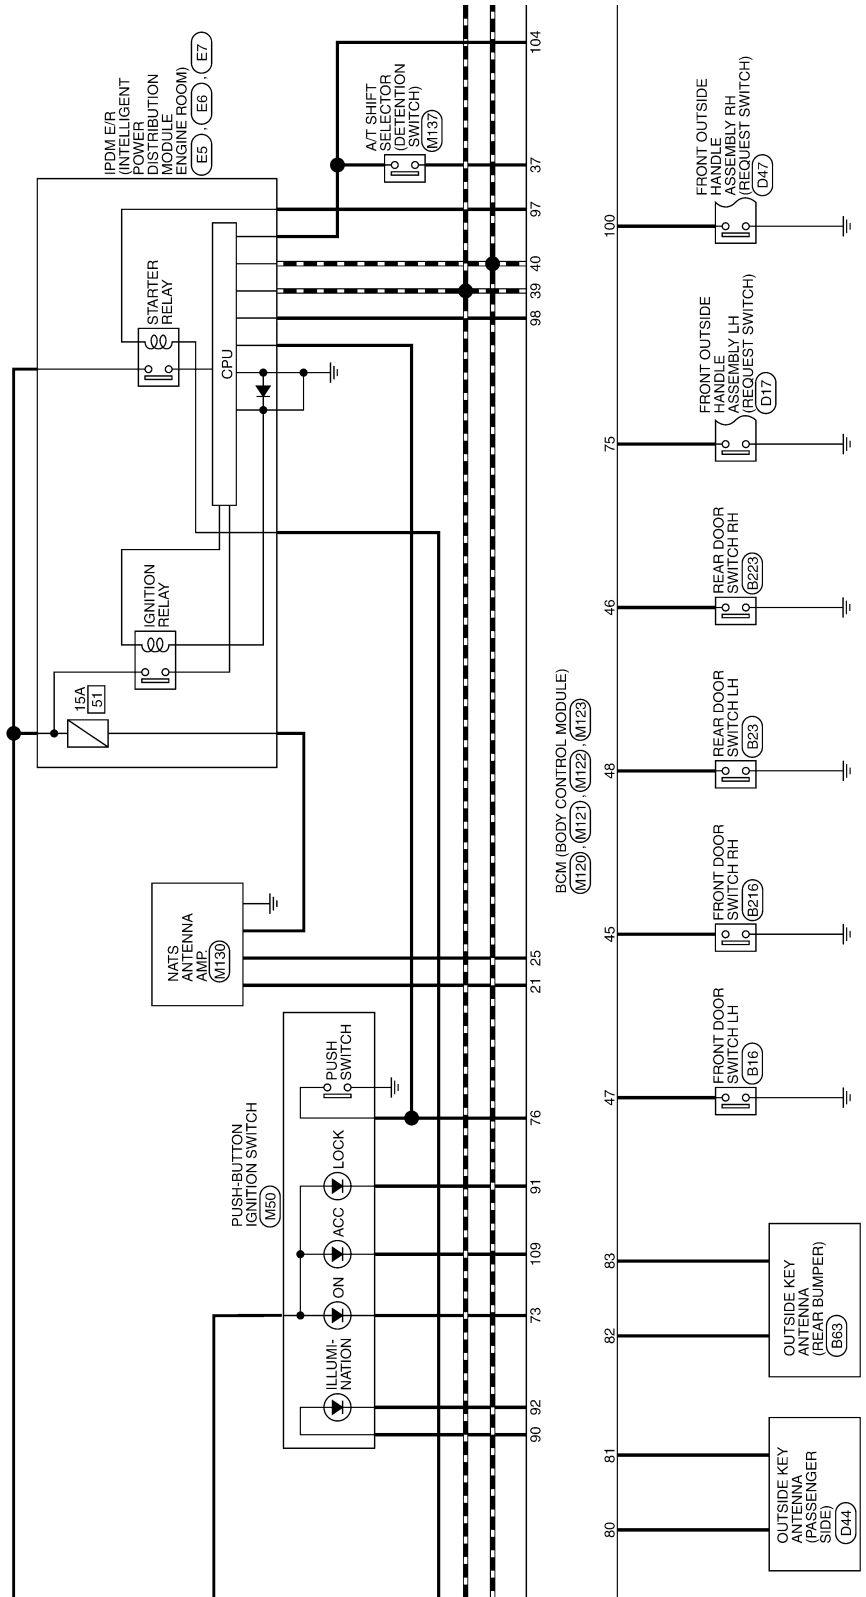 IPDM E/R
(INTELLIGENT
POWER
DISTRIBUTION
MODULE
ENGINE ROOM)
E5 , E6 , E7
STARTER
RELAY
CPU
IGNITION
RELAY
15A
51
A/T SHIFT
SELECTOR
(DETENTION
SWITCH)
M137
NATS
ANTENNA
AMP.
M130
PUSH-BUTTON
IGNITION SWITCH
M50
PUSH
SWITCH
LOCK
ACC
ON
ILLUMI-
NATION
104
37
97
40
39
98
25
21
76
91
109
73
92
90
BCM (BODY CONTROL MODULE)
M120 , M121 , M122 , M123
100
75
46
48
45
47
83
82
81
80
FRONT OUTSIDE
HANDLE
ASSEMBLY RH
(REQUEST SWITCH)
D47
FRONT OUTSIDE
HANDLE
ASSEMBLY LH
(REQUEST SWITCH)
D17
REAR DOOR
SWITCH RH
B223
REAR DOOR
SWITCH LH
B23
FRONT DOOR
SWITCH RH
B216
FRONT DOOR
SWITCH LH
B16
OUTSIDE KEY
ANTENNA
(REAR BUMPER)
B63
OUTSIDE KEY
ANTENNA
(PASSENGER
SIDE)
D44